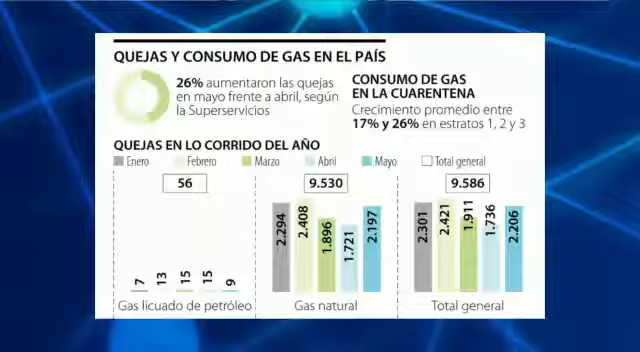 QUEJAS Y CONSUMO DE GAS EN EL PAÍS
26% aumentaron las quejas
en mayo frente a abril, según
la Superservicios
CONSUMO DE GAS
EN LA CUARENTENA
Crecimiento promedio entre
17% y 26% en estratos 1, 2 y 3
QUEJAS EN LO CORRIDO DEL AÑO
Enero Febrero Marzo Abril Mayo Total general
56 9.530 9.586
7 13 15 15 9
2.294 2.408 1.896 1.721 2.197
2.301 2.421 1.911 1.736 2.206
Gas licuado de petróleo Gas natural Total general